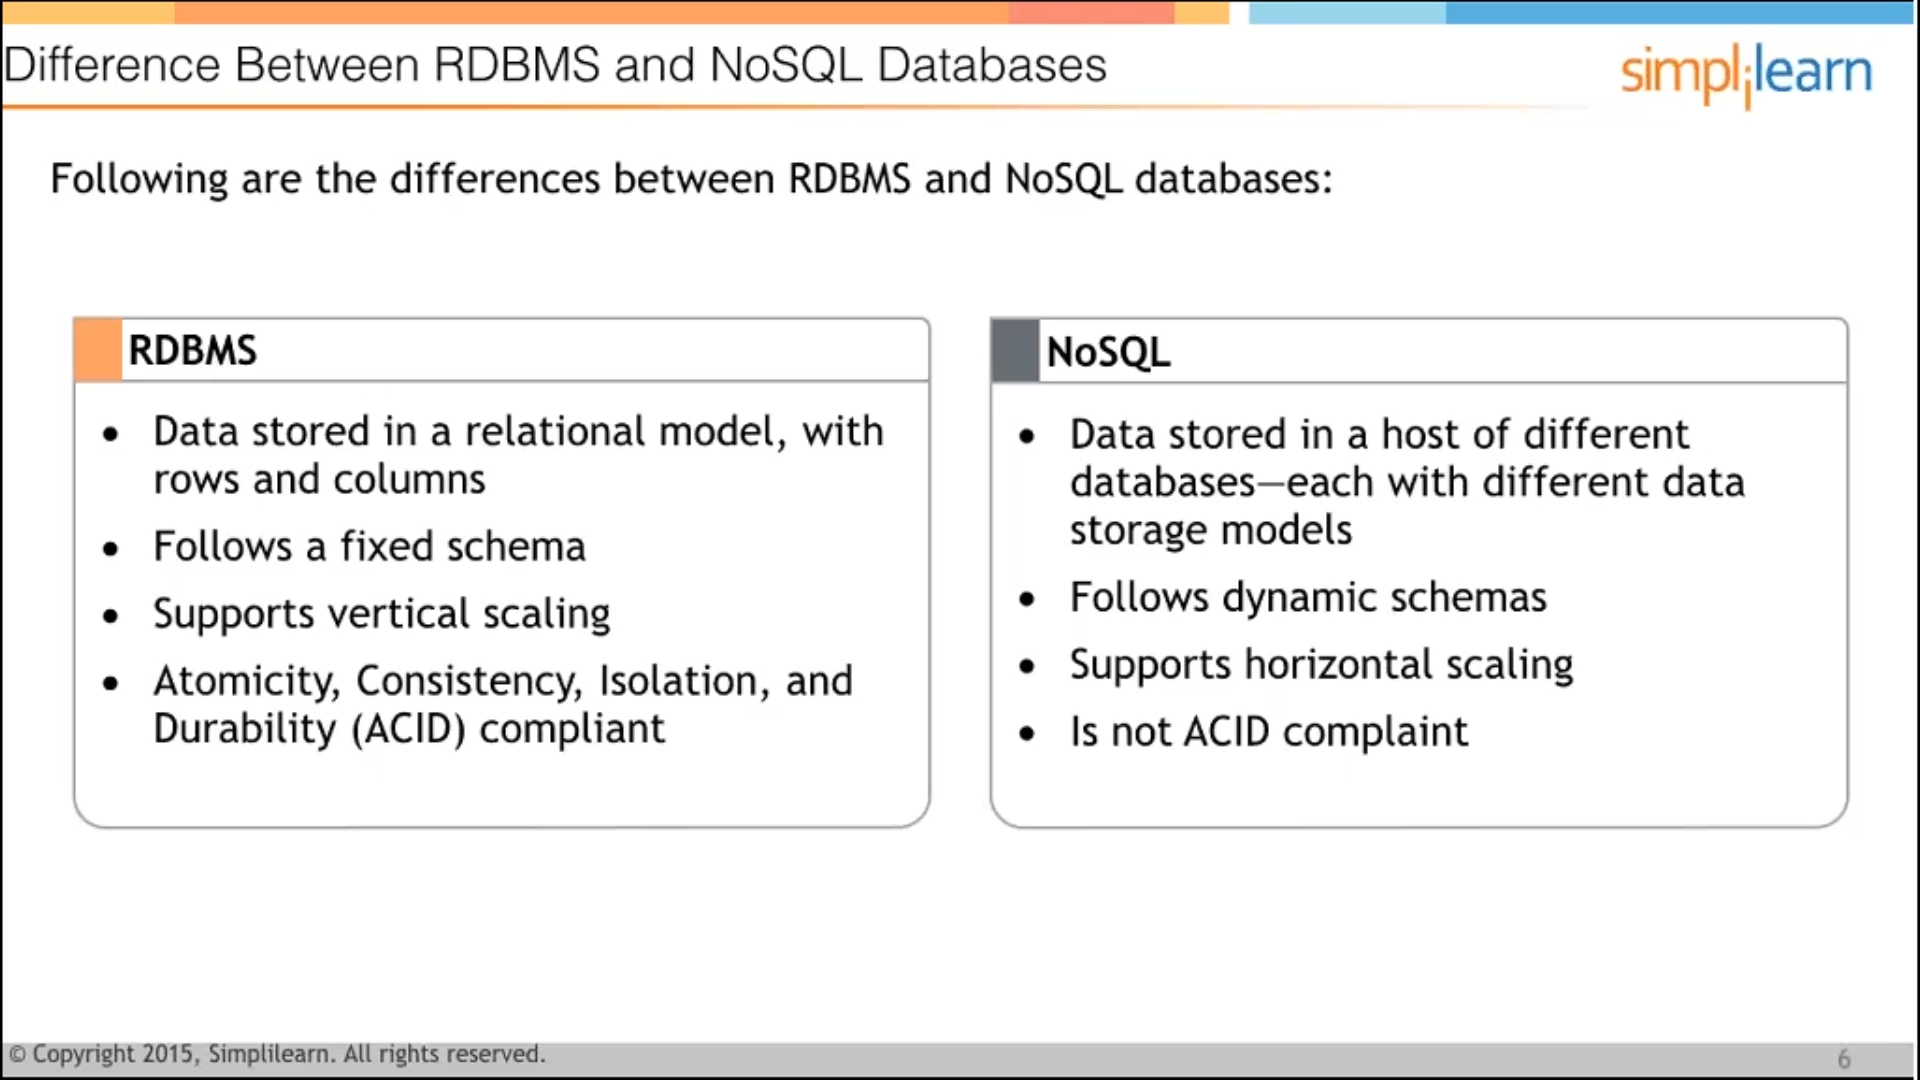 Difference Between RDBMS and NoSQL Databases
simplilearn
Following are the differences between RDBMS and NoSQL databases:
RDBMS
• Data stored in a relational model, with
rows and columns
• Follows a fixed schema
• Supports vertical scaling
• Atomicity, Consistency, Isolation, and
Durability (ACID) compliant
NoSQL
• Data stored in a host of different
databases—each with different data
storage models
• Follows dynamic schemas
• Supports horizontal scaling
• Is not ACID complaint
© Copyright 2015, Simplilearn. All rights reserved.
6